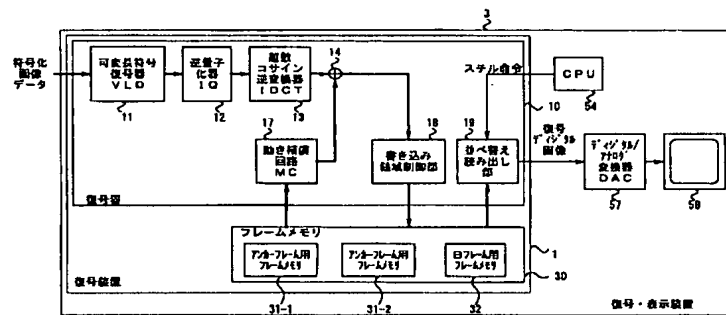 3
符号化
画像
データ
可変長符号
復号器
VLD
11
逆量子
化器
IQ
12
離散
コサイン
逆変換器
IDCT
13
14
スチル命令
CPU
54
10
17
動き補償
回路
MC
18
書き込み
領域制御部
19
並べ替え
読み出し
部
復号
ディジタル
画像
ディジタル/
アナログ
変換器
DAC
57
58
復号器
フレームメモリ
アンカーフレーム用
フレームメモリ
31-1
アンカーフレーム用
フレームメモリ
31-2
Bフレーム用
フレームメモリ
32
1
30
復号装置
復号・表示装置